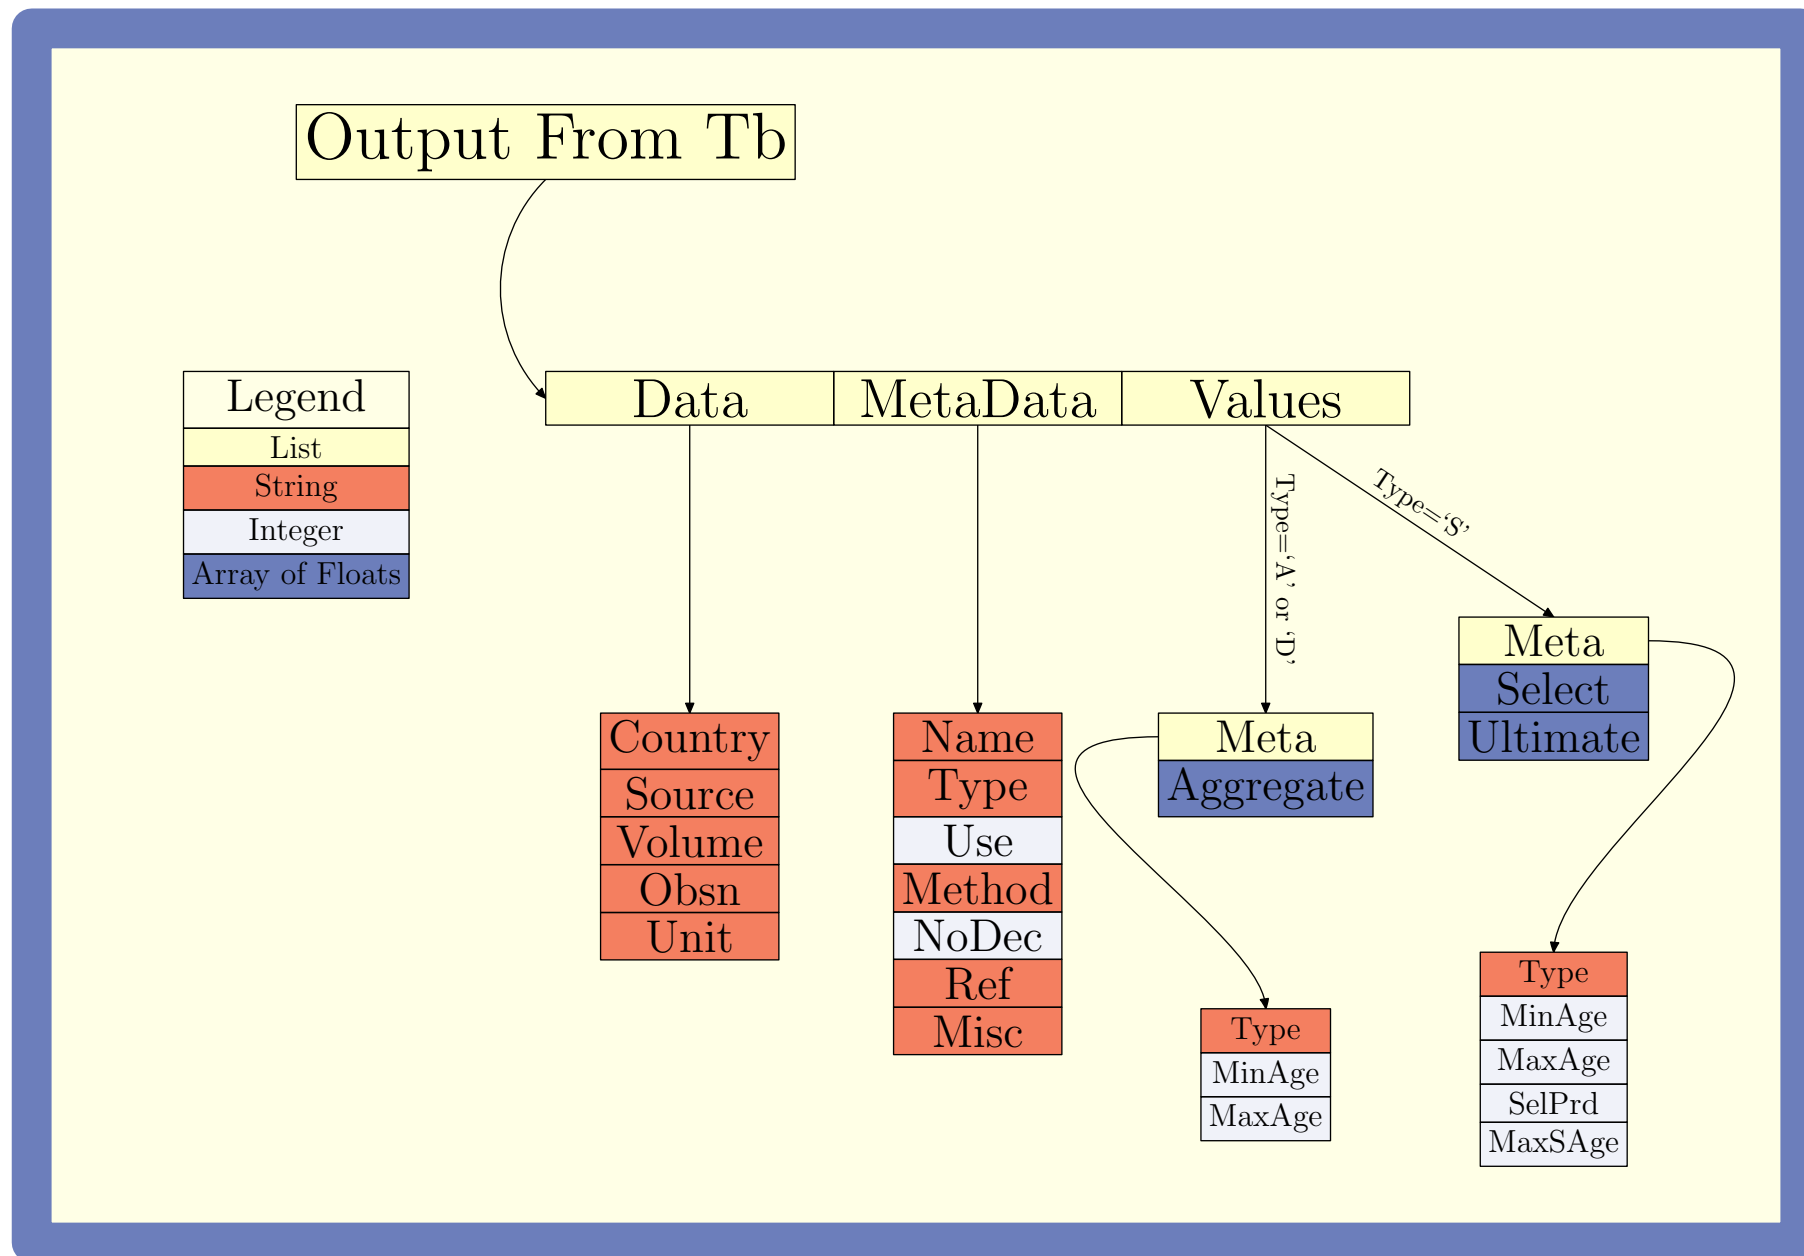 Output From Tb
Legend
List
String
Integer
Array of Floats
Data
MetaData
Values
Type=‘A’ or ‘D’
Type=‘S’
Country
Source
Volume
Obsn
Unit
Name
Type
Use
Method
NoDec
Ref
Misc
Meta
Aggregate
Meta
Select
Ultimate
Type
MinAge
MaxAge
Type
MinAge
MaxAge
SelPrd
MaxSAge